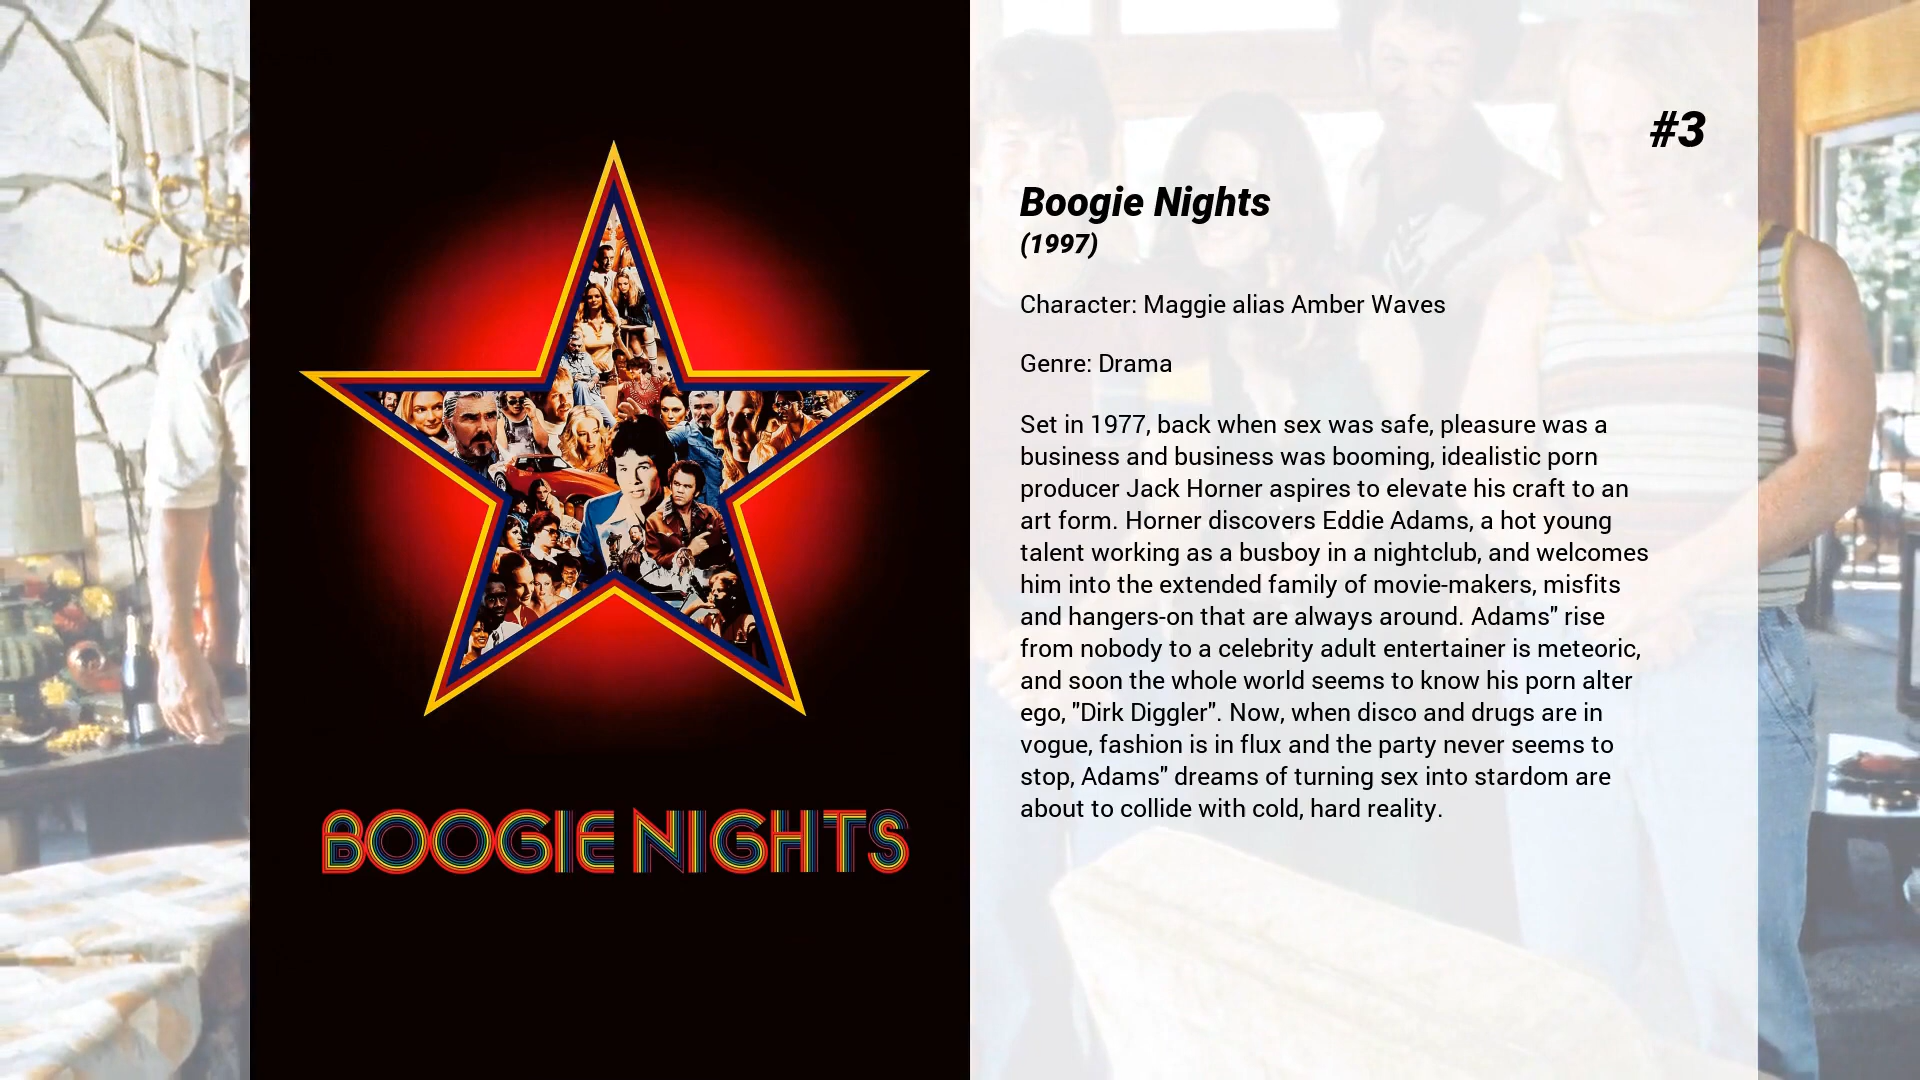 #3
Boogie Nights
(1997)
Character: Maggie alias Amber Waves
Genre: Drama
Set in 1977, back when sex was safe, pleasure was a
business and business was booming, idealistic porn
producer Jack Horner aspires to elevate his craft to an
art form. Horner discovers Eddie Adams, a hot young
talent working as a busboy in a nightclub, and welcomes
him into the extended family of movie-makers, misfits
and hangers-on that are always around. Adams" rise
from nobody to a celebrity adult entertainer is meteoric,
and soon the whole world seems to know his porn alter
ego, "Dirk Diggler". Now, when disco and drugs are in
vogue, fashion is in flux and the party never seems to
stop, Adams" dreams of turning sex into stardom are
about to collide with cold, hard reality.
BOOGIE NIGHTS